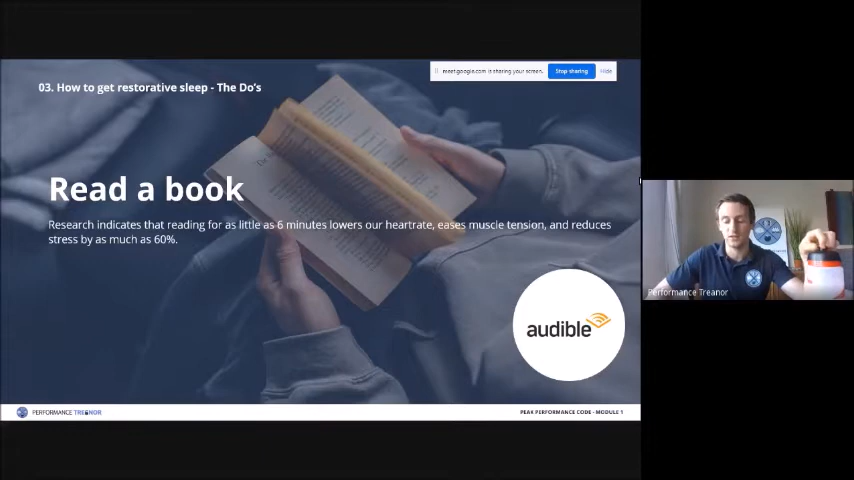 meet.google.com is sharing your screen. Stop sharing Hide
03. How to get restorative sleep - The Do's
Read a book
Research indicates that reading for as little as 6 minutes lowers our heartrate, eases muscle tension, and reduces
stress by as much as 60%.
audible
Performance Treanor
PERFORMANCE TREANOR
PEAK PERFORMANCE CODE - MODULE 1